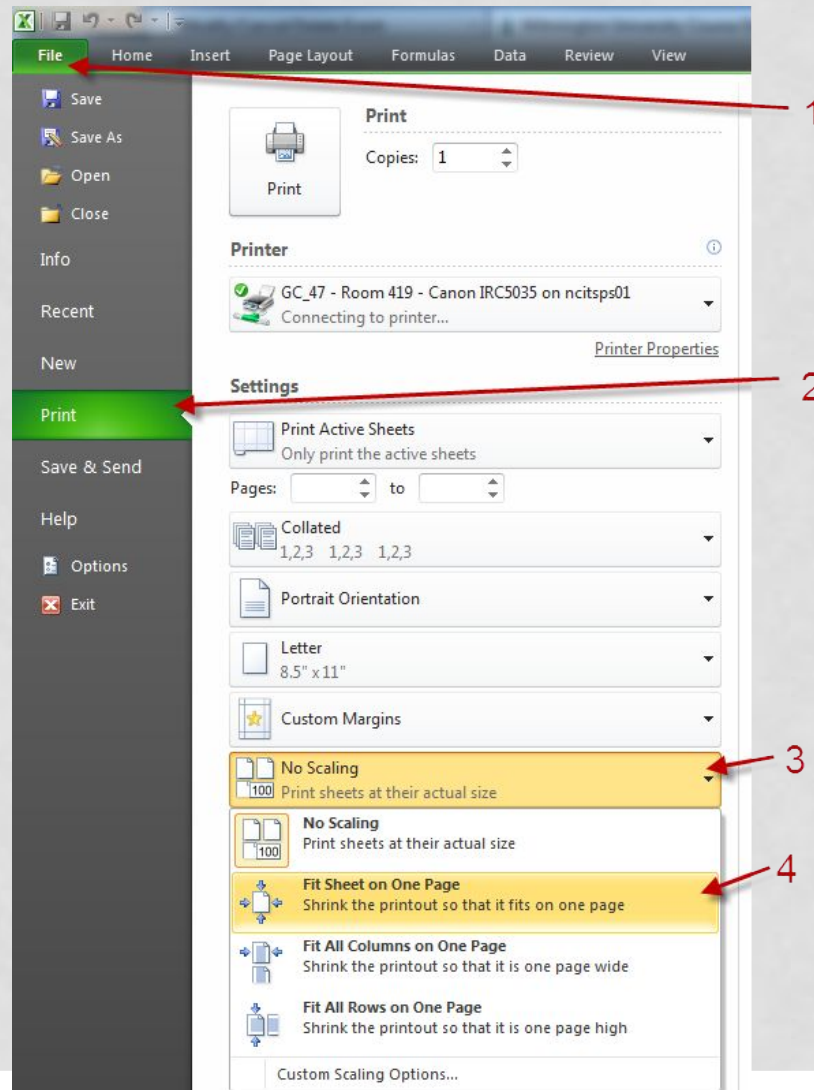 File Home Insert Page Layout Formulas Data Review View
Save
Save As
Open
Close
Info
Recent
New
Print
Save & Send
Help
Options
Exit
Print
Print
Copies: 1
Printer
GC_47 - Room 419 - Canon IRC5035 on ncitsps01
Connecting to printer...
Printer Properties
Settings
Print Active Sheets
Only print the active sheets
Pages: to
Collated
1,2,3 1,2,3 1,2,3
Portrait Orientation
Letter
8.5" x 11"
Custom Margins
No Scaling
100 Print sheets at their actual size
No Scaling
100 Print sheets at their actual size
Fit Sheet on One Page
Shrink the printout so that it fits on one page
Fit All Columns on One Page
Shrink the printout so that it is one page wide
Fit All Rows on One Page
Shrink the printout so that it is one page high
Custom Scaling Options...
1
2
3
4